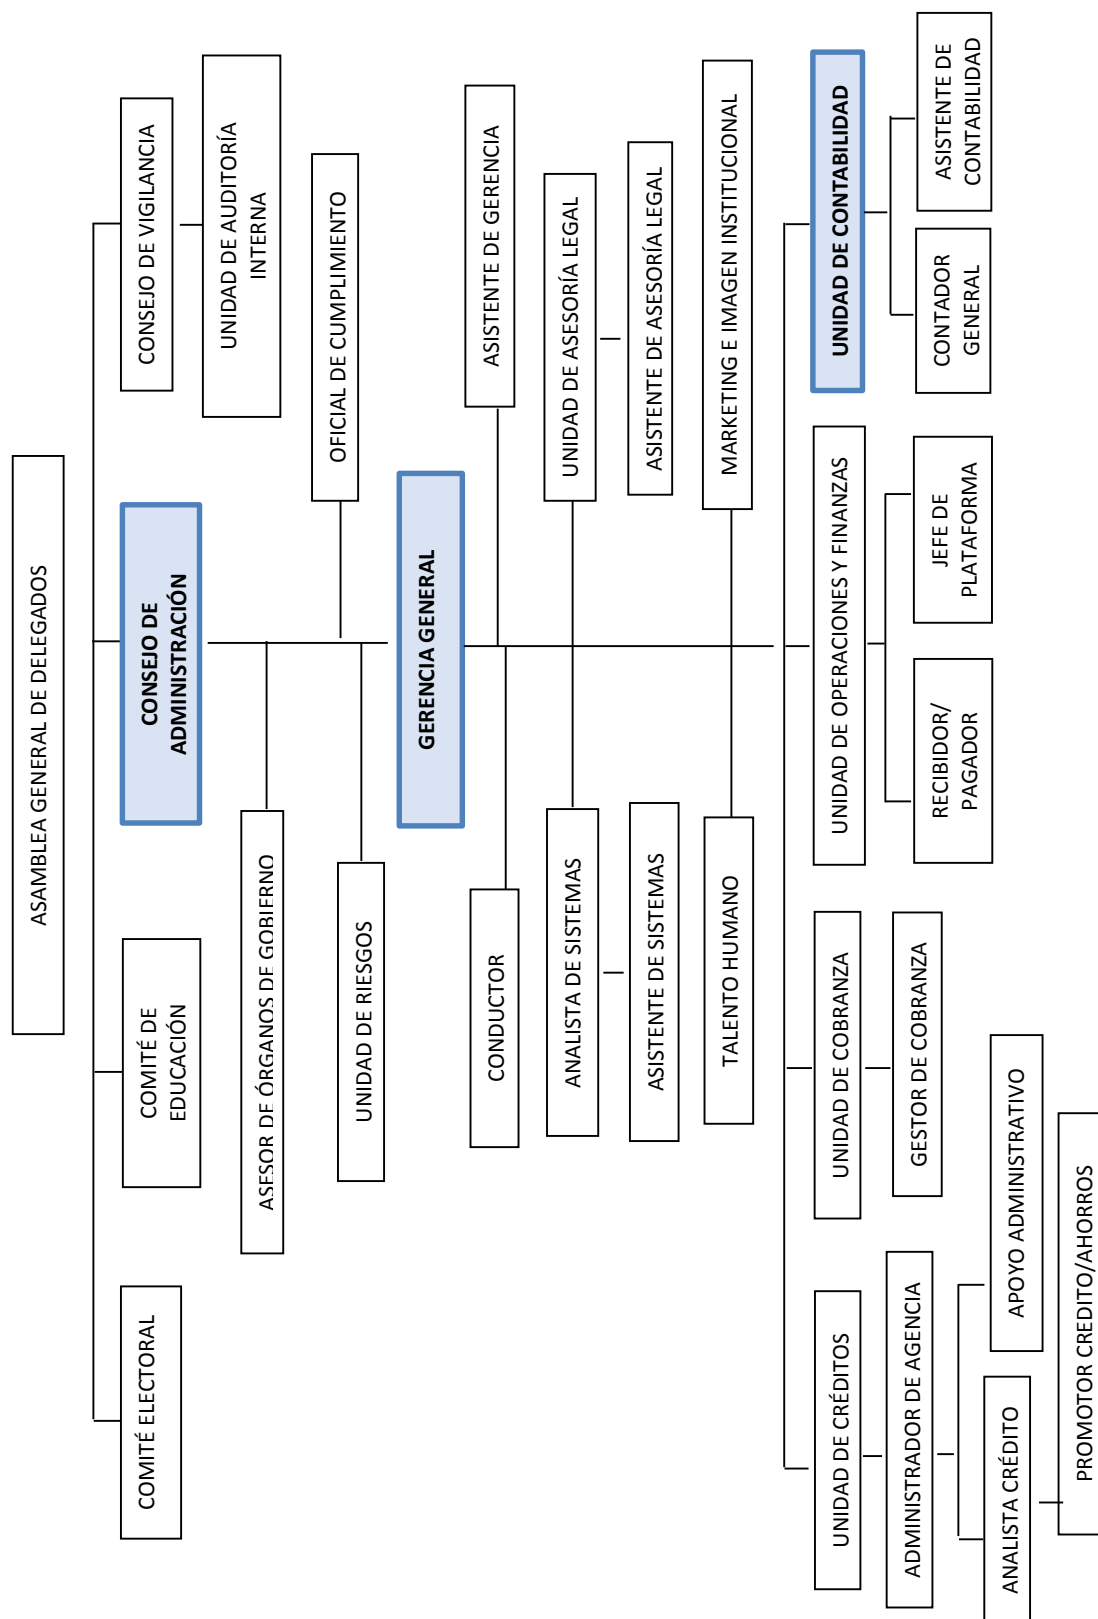 ASAMBLEA GENERAL DE DELEGADOS
COMITÉ ELECTORAL
COMITÉ DE
EDUCACIÓN
CONSEJO DE
ADMINISTRACIÓN
CONSEJO DE VIGILANCIA
UNIDAD DE AUDITORÍA
INTERNA
ASESOR DE ÓRGANOS DE GOBIERNO
OFICIAL DE CUMPLIMIENTO
UNIDAD DE RIESGOS
GERENCIA GENERAL
CONDUCTOR
ASISTENTE DE GERENCIA
ANALISTA DE SISTEMAS
UNIDAD DE ASESORÍA LEGAL
ASISTENTE DE SISTEMAS
ASISTENTE DE ASESORÍA LEGAL
TALENTO HUMANO
MARKETING E IMAGEN INSTITUCIONAL
UNIDAD DE CRÉDITOS
UNIDAD DE COBRANZA
UNIDAD DE OPERACIONES Y FINANZAS
UNIDAD DE CONTABILIDAD
ADMINISTRADOR DE AGENCIA
GESTOR DE COBRANZA
RECIBIDOR/
PAGADOR
JEFE DE
PLATAFORMA
CONTADOR
GENERAL
ASISTENTE DE
CONTABILIDAD
ANALISTA CRÉDITO
APOYO ADMINISTRATIVO
PROMOTOR CREDITO/AHORROS